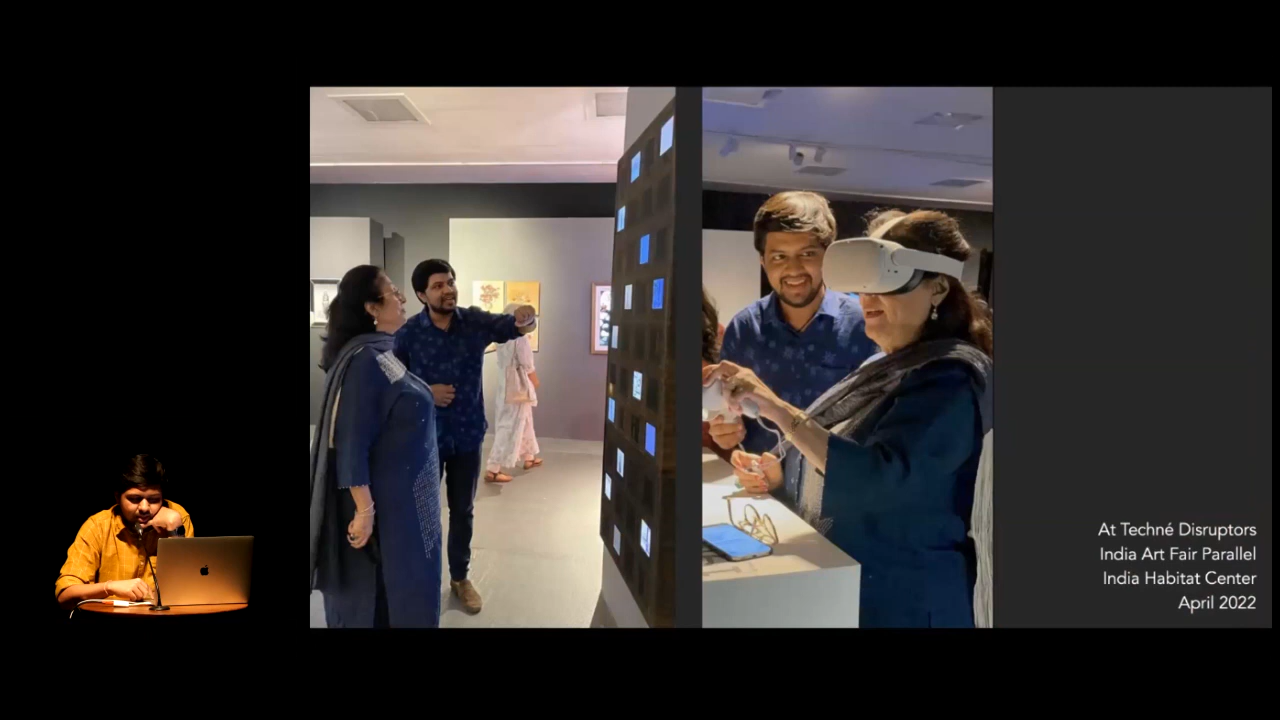 At Techné Disruptors
India Art Fair Parallel
India Habitat Center
April 2022